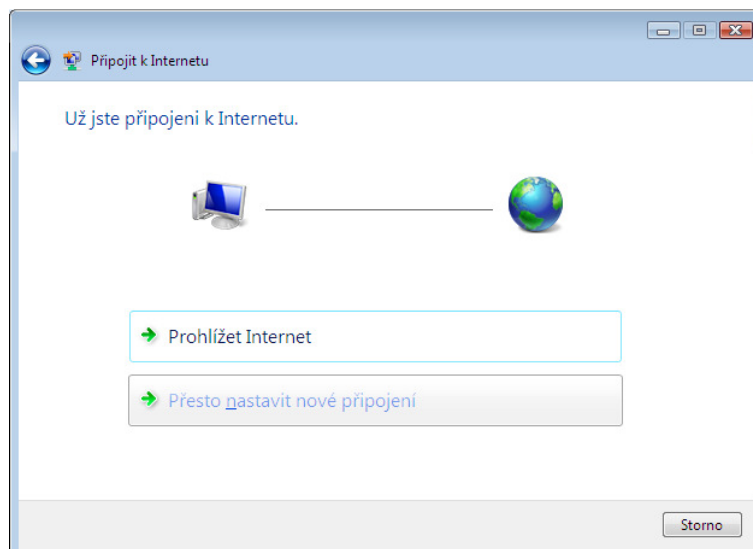 Připojit k Internetu
Už jste připojeni k Internetu.
Prohlížet Internet
Přesto nastavit nové připojení
Storno